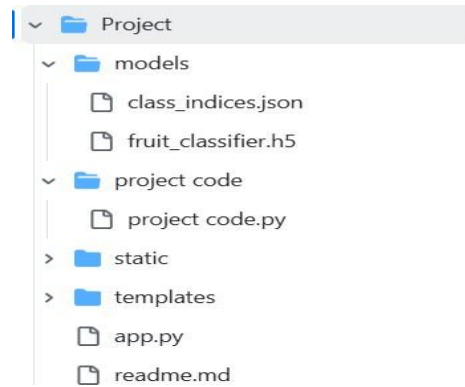 Project
models
class_indices.json
fruit_classifier.h5
project code
project code.py
static
templates
app.py
readme.md